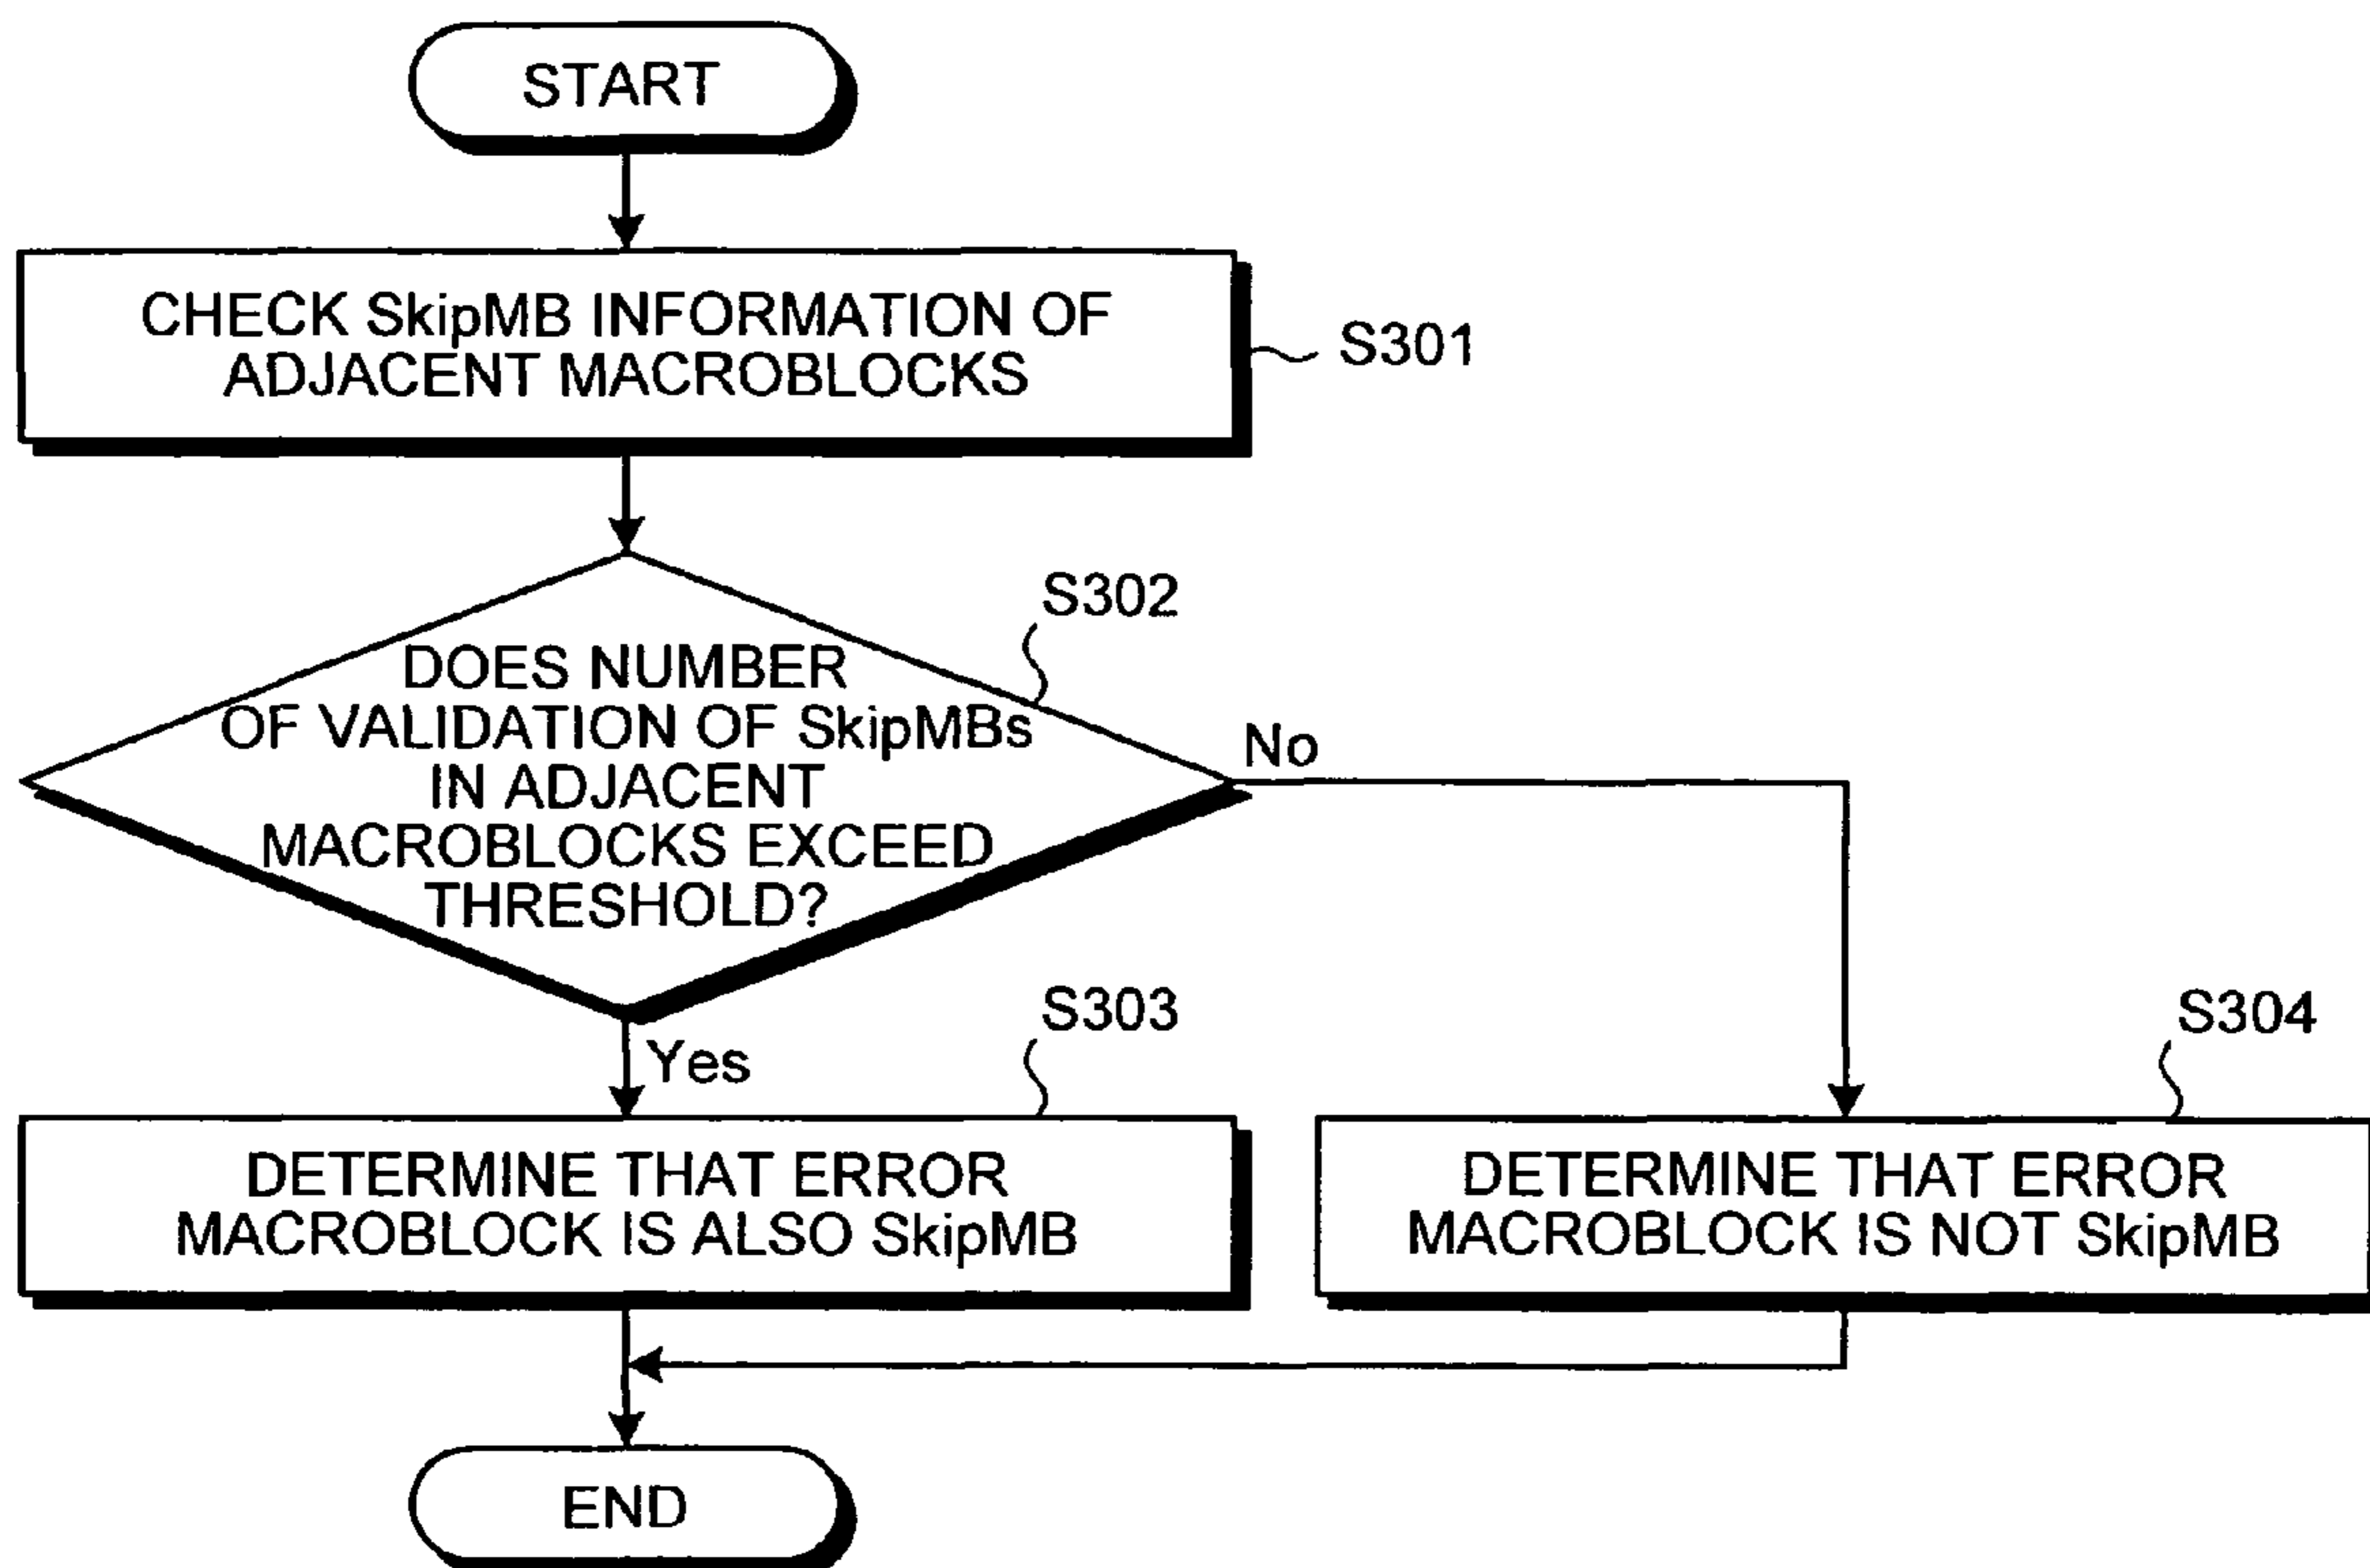 START
CHECK SkipMB INFORMATION OF
ADJACENT MACROBLOCKS
S301
S302
DOES NUMBER
OF VALIDATION OF SkipMBs
IN ADJACENT
MACROBLOCKS EXCEED
THRESHOLD?
No
Yes
S303
DETERMINE THAT ERROR
MACROBLOCK IS ALSO SkipMB
S304
DETERMINE THAT ERROR
MACROBLOCK IS NOT SkipMB
END